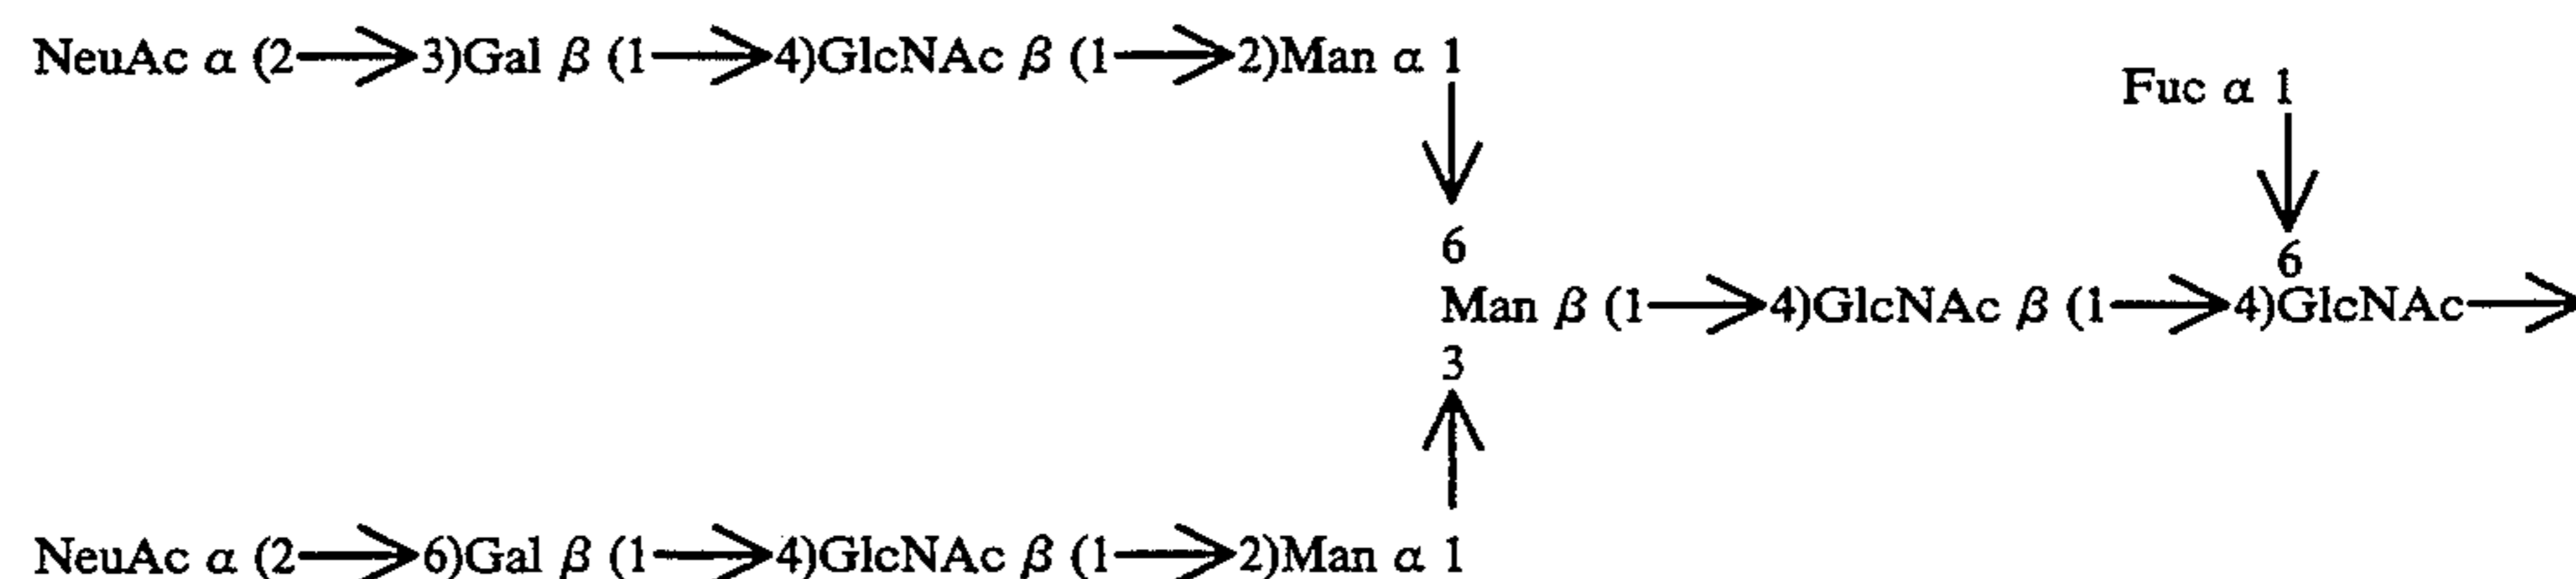 NeuAc α (2→3)Gal β (1→4)GlcNAc β (1→2)Man α 1
Fuc α 1
6
6
Man β (1→4)GlcNAc β (1→4)GlcNAc→
3
NeuAc α (2→6)Gal β (1→4)GlcNAc β (1→2)Man α 1